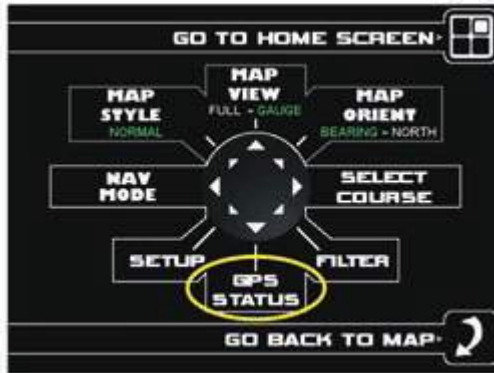 GO TO HOME SCREEN
MAP
VIEW
FULL - GAUGE
MAP
STYLE
NORMAL
MAP
ORIENT
BEARING - NORTH
NAV
MODE
SELECT
COURSE
SETUP
FILTER
GPS
STATUS
GO BACK TO MAP